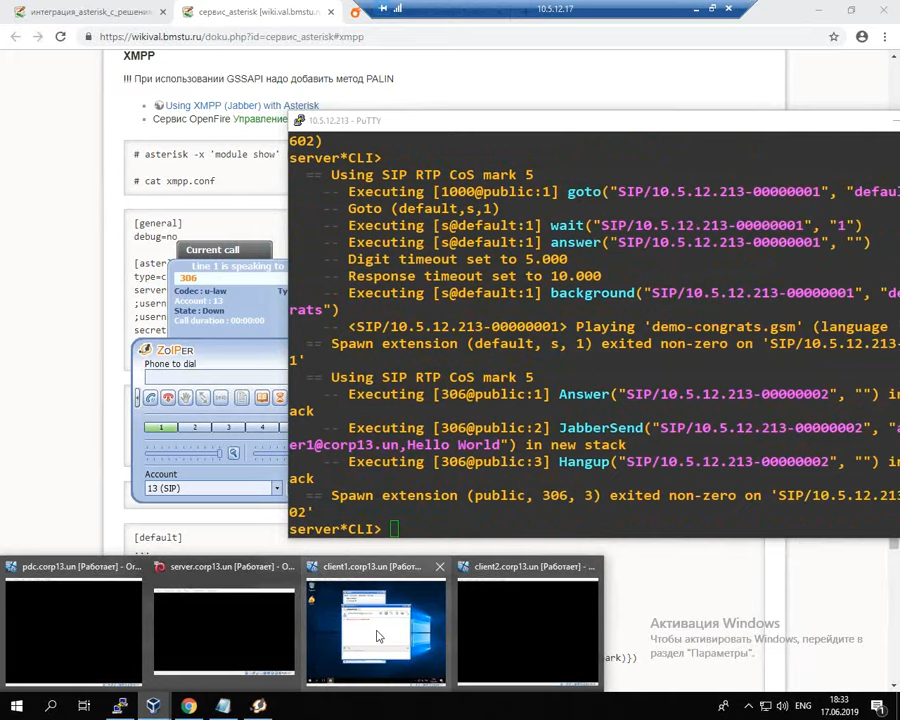 интеграция_asterisk_с_решения
сервис_asterisk [wiki.val.bmstu.r
10.5.12.17
https://wikival.bmstu.ru/doku.php?id=сервис_asterisk#xmpp
XMPP
!!! При использовании GSSAPI надо добавить метод PALIN
Using XMPP (Jabber) with Asterisk
Сервис OpenFire Управление
# asterisk -x 'module show'
# cat xmpp.conf
[general]
debug=no
[aster
type=c
server
;usern
;usern
secret
Current call
Line 1 is speaking to
306
Codec: u-law Ty
Account : 13
State : Down
Call duration : 00:00:00
ZOIPER
Phone to dial
1 2 3 4
Account
13 (SIP)
10.5.12.213 - PuTTY
602)
server*CLI>
== Using SIP RTP CoS mark 5
-- Executing [1000@public:1] goto("SIP/10.5.12.213-00000001", "defau
-- Goto (default,s,1)
-- Executing [s@default:1] wait("SIP/10.5.12.213-00000001", "1")
-- Executing [s@default:1] answer("SIP/10.5.12.213-00000001", "")
-- Digit timeout set to 5.000
-- Response timeout set to 10.000
-- Executing [s@default:1] background("SIP/10.5.12.213-00000001", "de
rats")
-- <SIP/10.5.12.213-00000001> Playing 'demo-congrats.gsm' (language
== Spawn extension (default, s, 1) exited non-zero on 'SIP/10.5.12.213-
1'
== Using SIP RTP CoS mark 5
-- Executing [306@public:1] Answer("SIP/10.5.12.213-00000002", "") in
ack
-- Executing [306@public:2] JabberSend("SIP/10.5.12.213-00000002", "a
er1@corp13.un,Hello World") in new stack
-- Executing [306@public:3] Hangup("SIP/10.5.12.213-00000002", "") in
ack
== Spawn extension (public, 306, 3) exited non-zero on 'SIP/10.5.12.213
02'
server*CLI>
[default]
...
pdc.corp13.un [Работает] - Or...
server.corp13.un [Работает] - O...
client1.corp13.un [Работ...
client2.corp13.un [Работает] - ...
ark)})
Активация Windows
Чтобы активировать Windows, перейдите в
раздел "Параметры".
ENG
18:33
17.06.2019
1